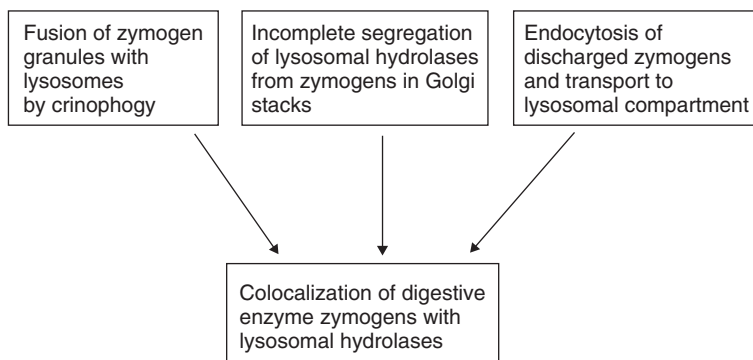 Fusion of zymogen
granules with
lysosomes
by crinophogy
Incomplete segregation
of lysosomal hydrolases
from zymogens in Golgi
stacks
Endocytosis of
discharged zymogens
and transport to
lysosomal compartment
Colocalization of digestive
enzyme zymogens with
lysosomal hydrolases